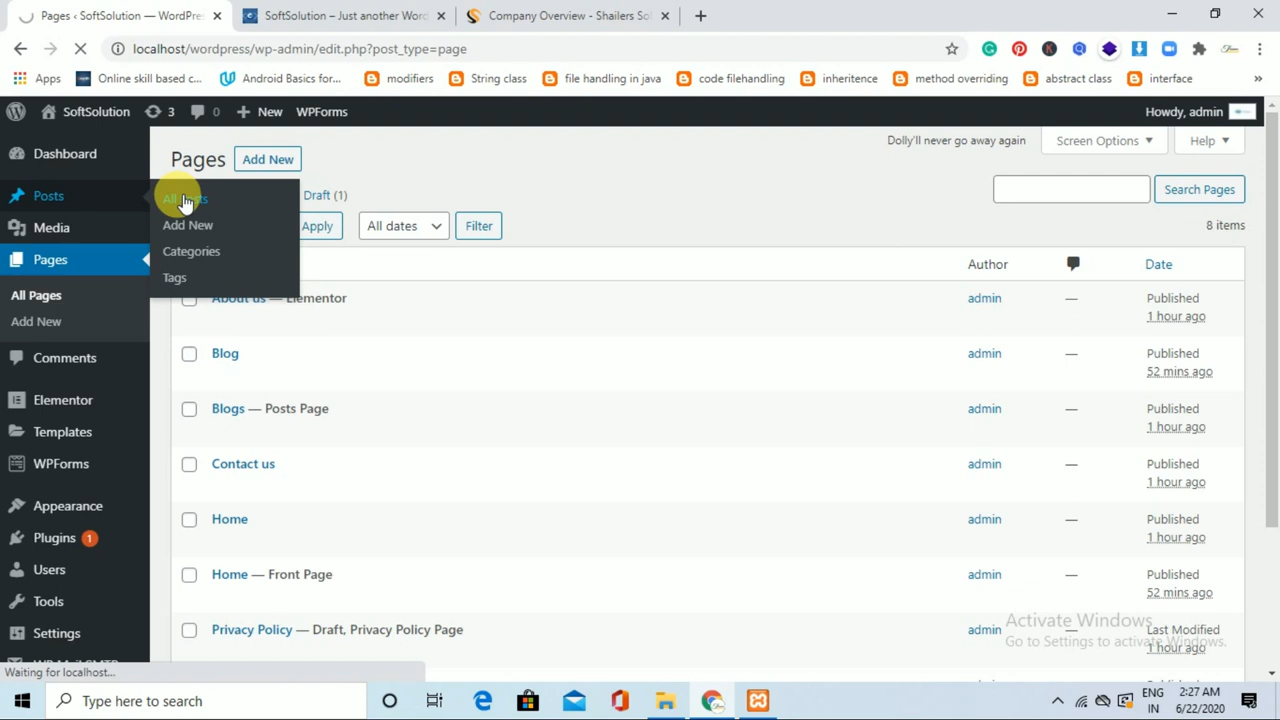 Pages ‹ SoftSolution — WordPre
SoftSolution – Just another Word
Company Overview - Shailers Sol
localhost/wordpress/wp-admin/edit.php?post_type=page
Apps
Online skill based c...
Android Basics for...
modifiers
String class
file handling in java
code filehandling
inheritence
method overriding
abstract class
interface
»
SoftSolution
3
0
New
WPForms
Howdy, admin
Dashboard
Posts
Media
Pages
All Pages
Add New
Comments
Elementor
Templates
WPForms
Appearance
Plugins 1
Users
Tools
Settings
All Posts
Add New
Categories
Tags
Dolly'll never go away again
Screen Options
Help
Pages
Add New
Draft (1)
Search Pages
Apply
All dates
Filter
8 items
Author
Date
About us — Elementor
admin
—
Published
1 hour ago
Blog
admin
—
Published
52 mins ago
Blogs — Posts Page
admin
—
Published
1 hour ago
Contact us
admin
—
Published
1 hour ago
Home
admin
—
Published
1 hour ago
Home — Front Page
admin
—
Published
52 mins ago
Privacy Policy — Draft, Privacy Policy Page
admin
—
Last Modified
1 hour ago
Activate Windows
Go to Settings to activate Windows.
Waiting for localhost...
Type here to search
ENG
IN
2:27 AM
6/22/2020